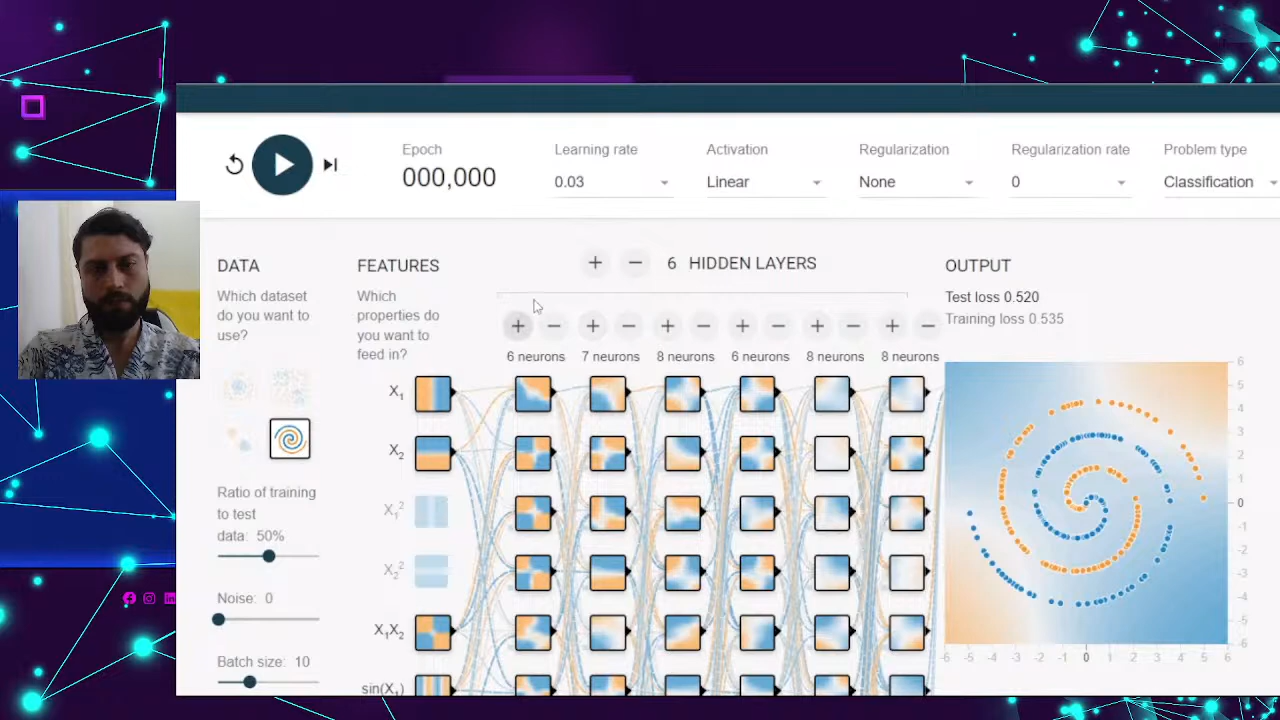 Epoch
000,000
Learning rate
0.03
Activation
Linear
Regularization
None
Regularization rate
0
Problem type
Classification
DATA
Which dataset
do you want to
use?
Ratio of training
to test
data: 50%
Noise: 0
Batch size: 10
FEATURES
Which
properties do
you want to
feed in?
X1
X2
X1²
X2²
X1X2
sin(X1)
+ − 6 HIDDEN LAYERS
+ − + − + − + − + − + −
6 neurons 7 neurons 8 neurons 6 neurons 8 neurons 8 neurons
OUTPUT
Test loss 0.520
Training loss 0.535
6
5
4
3
2
1
0
-1
-2
-3
-4
-5
-6
-6 -5 -4 -3 -2 -1 0 1 2 3 4 5 6